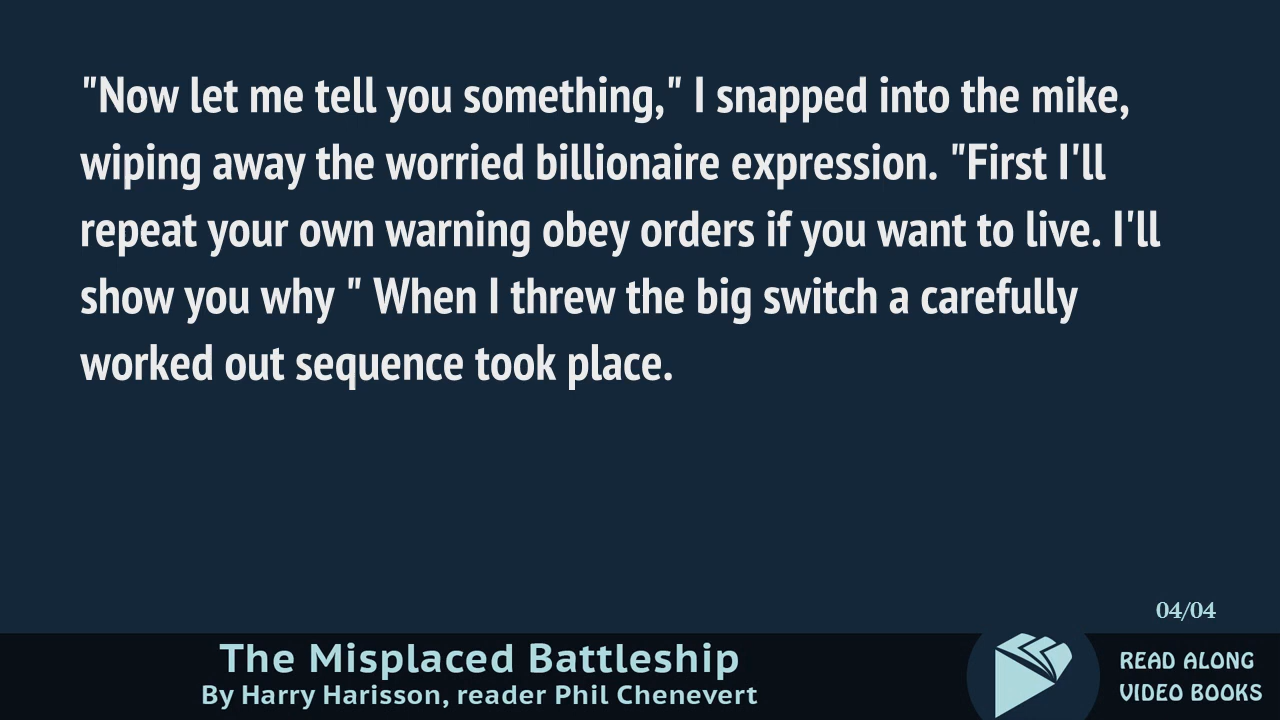 "Now let me tell you something," I snapped into the mike,
wiping away the worried billionaire expression. "First I'll
repeat your own warning obey orders if you want to live. I'll
show you why " When I threw the big switch a carefully
worked out sequence took place.
04/04
The Misplaced Battleship
By Harry Harisson, reader Phil Chenevert
READ ALONG
VIDEO BOOKS